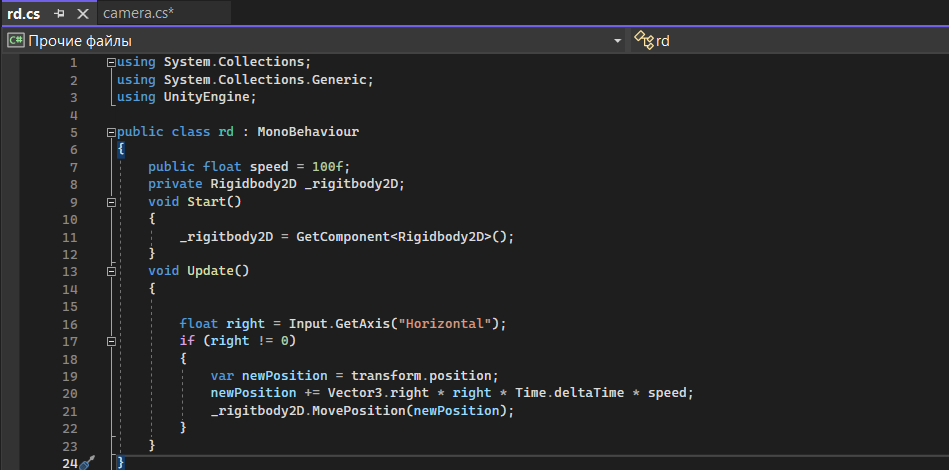 rd.cs camera.cs*
C# Прочие файлы rd
1 using System.Collections;
2 using System.Collections.Generic;
3 using UnityEngine;
4
5 public class rd : MonoBehaviour
6 {
7 public float speed = 100f;
8 private Rigidbody2D _rigitbody2D;
9 void Start()
10 {
11 _rigitbody2D = GetComponent<Rigidbody2D>();
12 }
13 void Update()
14 {
15
16 float right = Input.GetAxis("Horizontal");
17 if (right != 0)
18 {
19 var newPosition = transform.position;
20 newPosition += Vector3.right * right * Time.deltaTime * speed;
21 _rigitbody2D.MovePosition(newPosition);
22 }
23 }
24 }